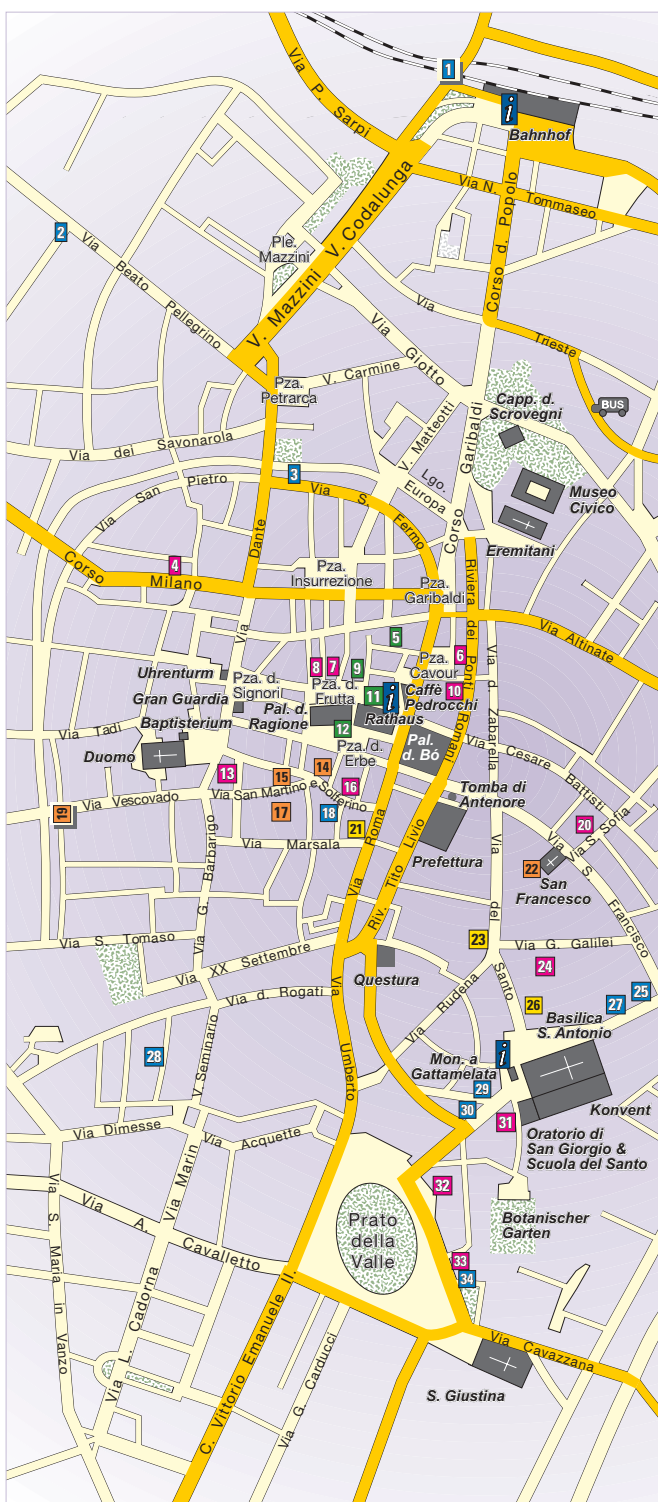 1
i
Bahnhof
Via P. Sarpi
Via N. Tommaseo
V. Codalunga
Corso d. Popolo
2
Via Beato Pellegrino
Ple.
Mazzini
V. Mazzini
Via Giotto
Via Trieste
V. Carmine
Pza.
Petrarca
Capp. d.
Scrovegni
BUS
V. Matteotti
Corso Garibaldi
Via del Savonarola
Lgo.
Europa
3
Museo
Civico
Via San Pietro
Via S. Fermo
Eremitani
Dante
Corso Milano
4
Pza.
Insurrezione
Pza.
Garibaldi
Riviera dei Ponti Romani
Via Altinate
5
Via
Uhrenturm
Pza. d.
Signori
8
7
9
Pza.
Cavour
6
Gran Guardia
Pza. d.
Frutta
11
i
Caffè
Pedrocchi
10
Via d. Zabarella
Baptisterium
Pal. d.
Ragione
Rathaus
Via Tadi
12
Pal.
d. Bó
Via Cesare Battisti
Duomo
Pza. d.
Erbe
13
15
14
16
Tomba di
Antenore
Via Vescovado
Via San Martino e Solferino
19
17
18
21
20
Via S. Sofia
Via Marsala
Via Roma
Riv. Tito Livio
Prefettura
22
San
Francesco
Via S. Francisco
Via G. Barbarigo
Via del Santo
Via S. Tomaso
23
Via G. Galilei
Via XX Settembre
Questura
24
Via d. Rogati
Via Rudena
25
27
26
Basilica
S. Antonio
28
V. Seminario
Via Umberto
i
Mon. a
Gattamelata
29
Konvent
30
31
Via Dimesse
Via Acquette
Oratorio di
San Giorgio &
Scuola del Santo
Via Marin
32
Via A. Cavalletto
Prato
della
Valle
Botanischer
Garten
Via S. Maria in Vanzo
33
34
Via L. Cadorna
C. Vittorio Emanuele II.
Via G. Carducci
Via Cavazzana
S. Giustina